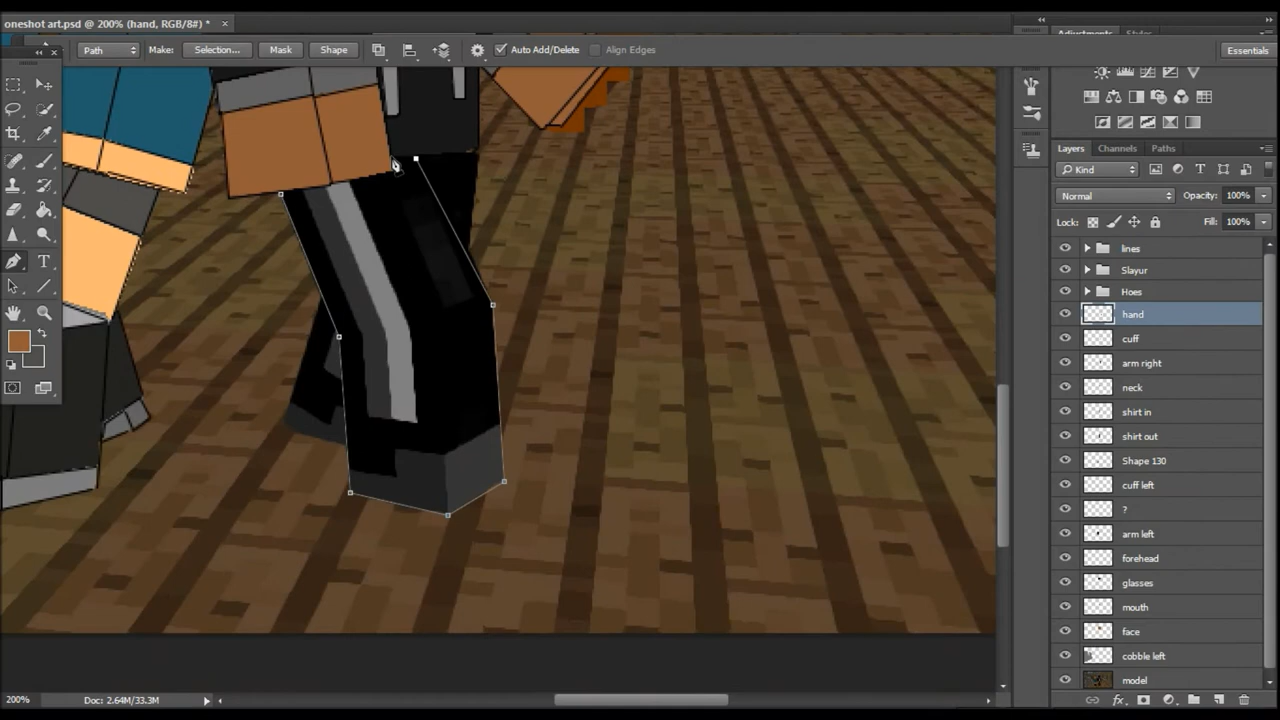 oneshot art.psd @ 200% (hand, RGB/8#) *
Path
Make:
Selection...
Mask
Shape
Auto Add/Delete
Align Edges
Essentials
Adjustments
Styles
Layers
Channels
Paths
Kind
Normal
Opacity: 100%
Lock:
Fill: 100%
lines
Slayur
Hoes
hand
cuff
arm right
neck
shirt in
shirt out
Shape 130
cuff left
?
arm left
forehead
glasses
mouth
face
cobble left
model
200%
Doc: 2.64M/33.3M